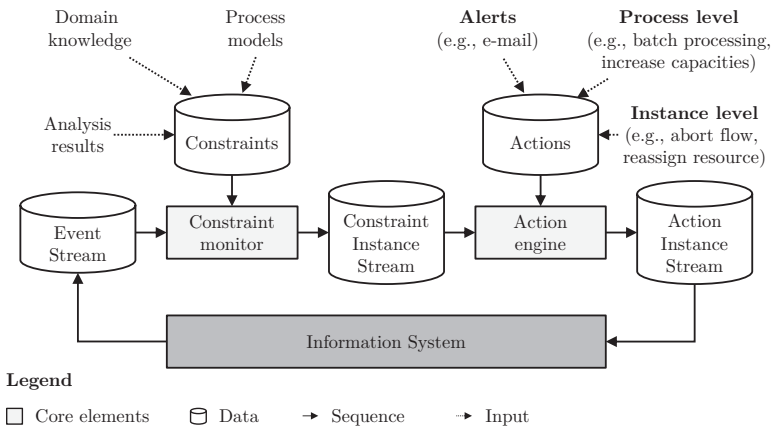 Domain
knowledge
Process
models
Alerts
(e.g., e-mail)
Process level
(e.g., batch processing,
increase capacities)
Analysis
results
Constraints
Actions
Instance level
(e.g., abort flow,
reassign resource)
Event
Stream
Constraint
monitor
Constraint
Instance
Stream
Action
engine
Action
Instance
Stream
Information System
Legend
Core elements
Data
Sequence
Input